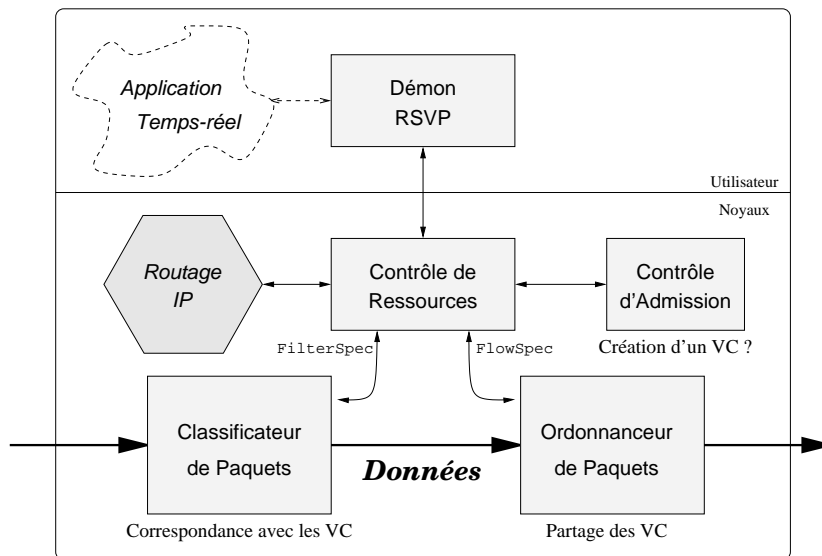 Application
Temps-réel
Démon
RSVP
Utilisateur
Noyaux
Routage
IP
Contrôle de
Ressources
Contrôle
d'Admission
FilterSpec
FlowSpec
Création d'un VC ?
Classificateur
de Paquets
Données
Ordonnanceur
de Paquets
Correspondance avec les VC
Partage des VC